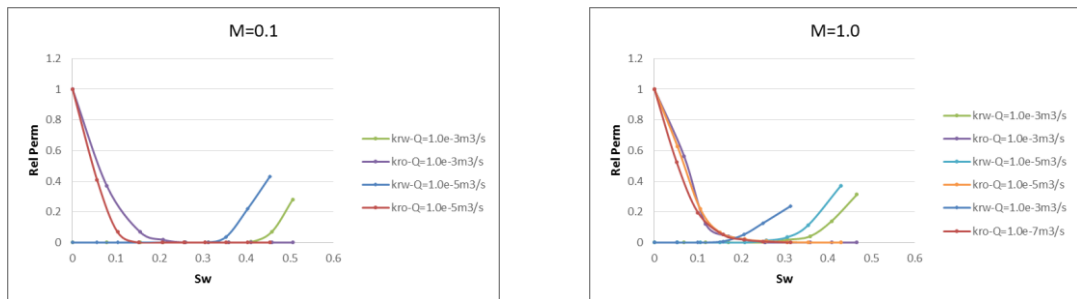 M=0.1
1.2
1
0.8
0.6
0.4
0.2
0
Rel Perm
0 0.1 0.2 0.3 0.4 0.5 0.6
Sw
krw-Q=1.0e-3m3/s
kro-Q=1.0e-3m3/s
krw-Q=1.0e-5m3/s
kro-Q=1.0e-5m3/s
M=1.0
1.2
1
0.8
0.6
0.4
0.2
0
Rel Perm
0 0.1 0.2 0.3 0.4 0.5 0.6
Sw
krw-Q=1.0e-3m3/s
kro-Q=1.0e-3m3/s
krw-Q=1.0e-5m3/s
kro-Q=1.0e-5m3/s
krw-Q=1.0e-3m3/s
kro-Q=1.0e-7m3/s